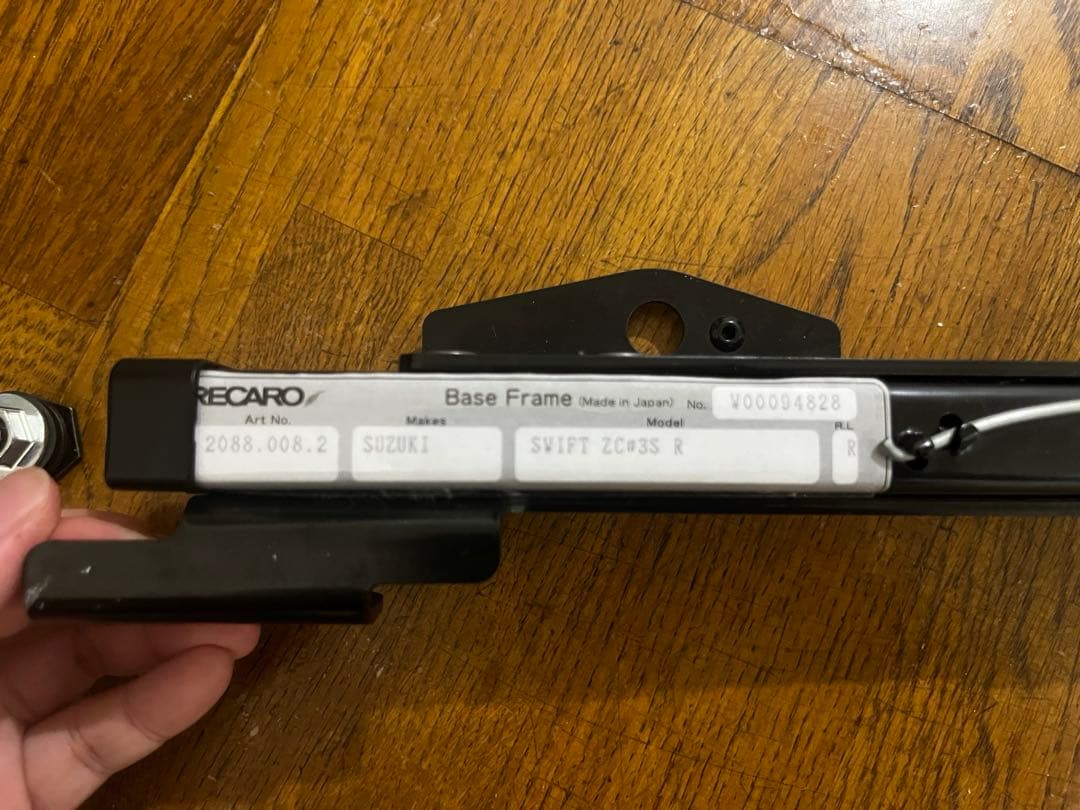 RECARO Base Frame (Made in Japan) No. W00094828
Art No. Makes Model R.L
2088.008.2 SUZUKI SWIFT ZC#3S R R